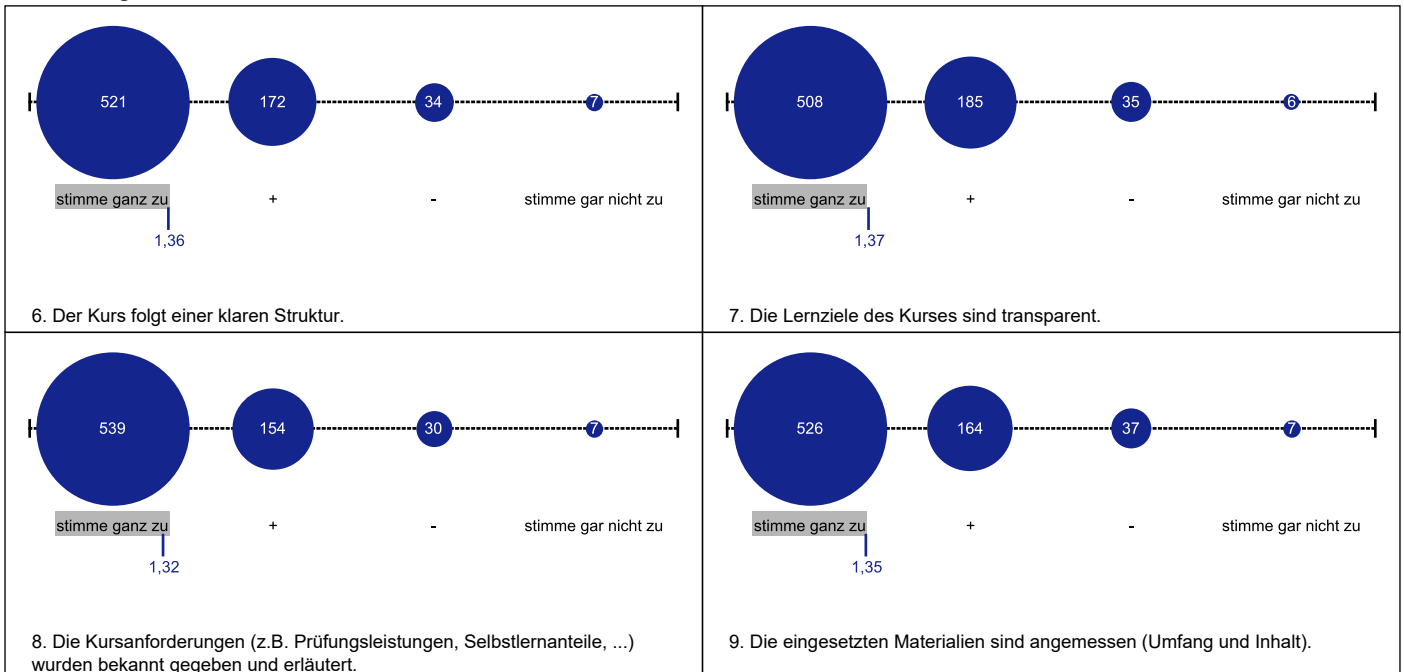 521 172 34 7
stimme ganz zu + - stimme gar nicht zu
1,36
6. Der Kurs folgt einer klaren Struktur.
508 185 35 6
stimme ganz zu + - stimme gar nicht zu
1,37
7. Die Lernziele des Kurses sind transparent.
539 154 30 7
stimme ganz zu + - stimme gar nicht zu
1,32
8. Die Kursanforderungen (z.B. Prüfungsleistungen, Selbstlernanteile, ...)
wurden bekannt gegeben und erläutert.
526 164 37 7
stimme ganz zu + - stimme gar nicht zu
1,35
9. Die eingesetzten Materialien sind angemessen (Umfang und Inhalt).